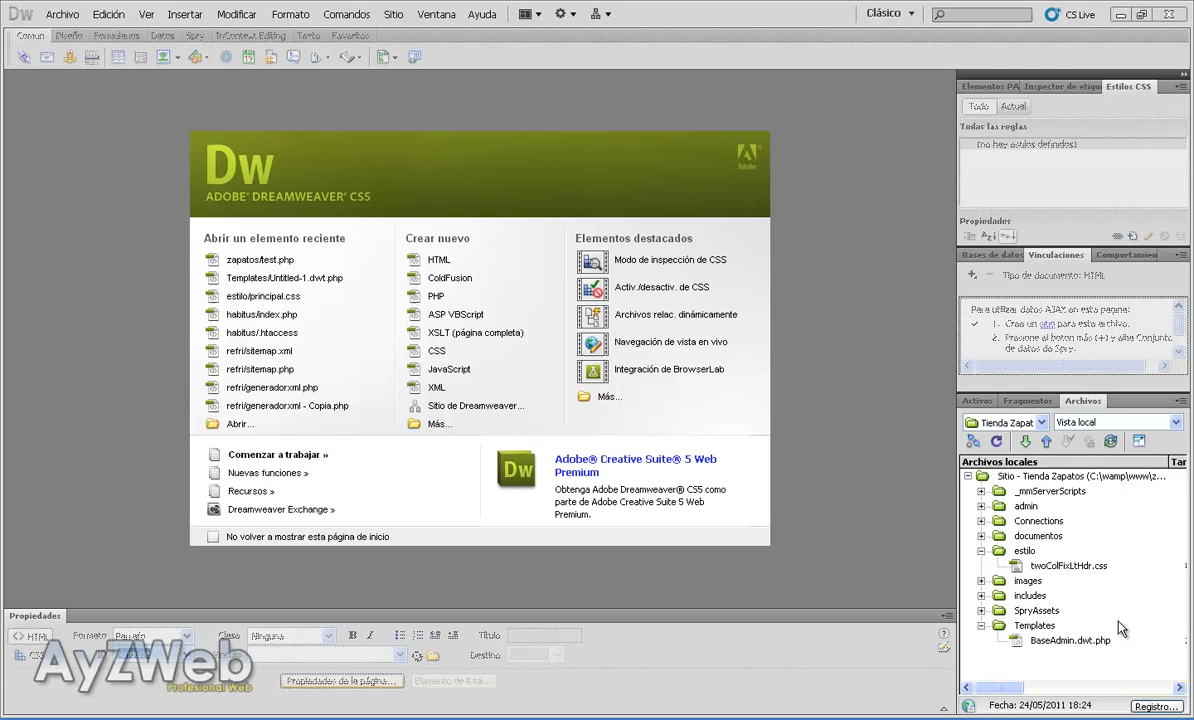 Dw Archivo Edición Ver Insertar Modificar Formato Comandos Sitio Ventana Ayuda Clásico CS Live
Común Diseño Formularios Datos Spry InContext Editing Texto Favoritos
Elementos PA Inspector de etique Estilos CSS
Todo Actual
Todas las reglas
(no hay estilos definidos)
Propiedades
Bases de datos Vinculaciones Comportamien
Tipo de documento: HTML
Para utilizar datos AJAX en esta página:
1. Crea un sitio para este archivo.
2. Presione el botón más (+) y elija Conjunto
de datos de Spry.
Dw
ADOBE® DREAMWEAVER® CS5
Adobe
Abrir un elemento reciente
zapatos/test.php
Templates/Untitled-1.dwt.php
estilo/principal.css
habitus/index.php
habitus/.htaccess
refri/sitemap.xml
refri/sitemap.php
refri/generadorxml.php
refri/generadorxml - Copia.php
Abrir...
Crear nuevo
HTML
ColdFusion
PHP
ASP VBScript
XSLT (página completa)
CSS
JavaScript
XML
Sitio de Dreamweaver...
Más...
Elementos destacados
Modo de inspección de CSS
Activ./desactiv. de CSS
Archivos relac. dinámicamente
Navegación de vista en vivo
Integración de BrowserLab
Más...
Comenzar a trabajar »
Nuevas funciones »
Recursos »
Dreamweaver Exchange »
Dw
Adobe® Creative Suite® 5 Web
Premium
Obtenga Adobe Dreamweaver® CS5 como
parte de Adobe Creative Suite 5 Web
Premium.
No volver a mostrar esta página de inicio
Activos Fragmentos Archivos
Tienda Zapat Vista local
Archivos locales Tar
Sitio - Tienda Zapatos (C:\wamp\www\z...
_mmServerScripts
admin
Connections
documentos
estilo
twoColFixLtHdr.css
images
includes
SpryAssets
Templates
BaseAdmin.dwt.php
Fecha: 24/05/2011 18:24 Registro...
Propiedades
<> HTML Formato Párrafo Clase Ninguna B I Título
CSS Destino
Propiedades de la página... Elemento de lista...
AyZWeb
Profesional Web